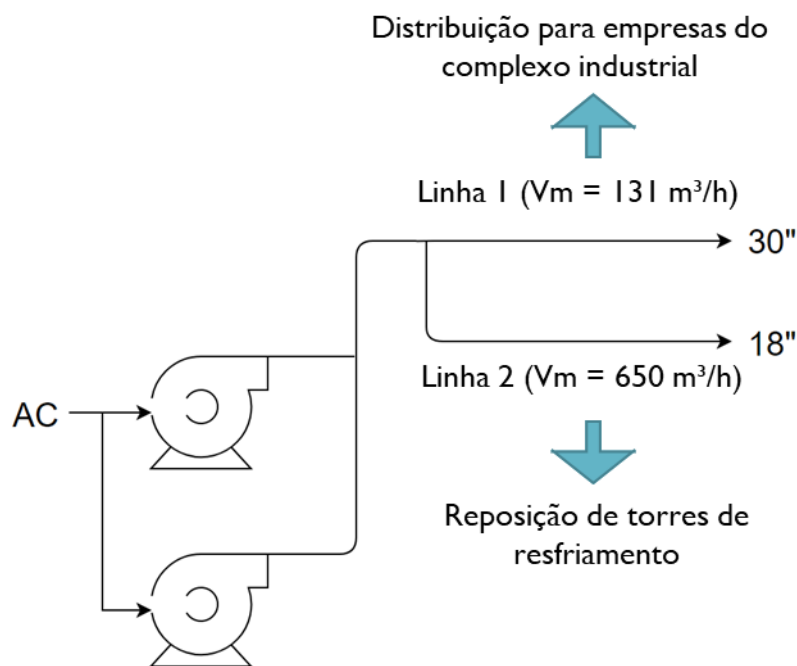 Distribuição para empresas do
complexo industrial
Linha 1 (Vm = 131 m³/h)
30"
18"
Linha 2 (Vm = 650 m³/h)
AC
Reposição de torres de
resfriamento